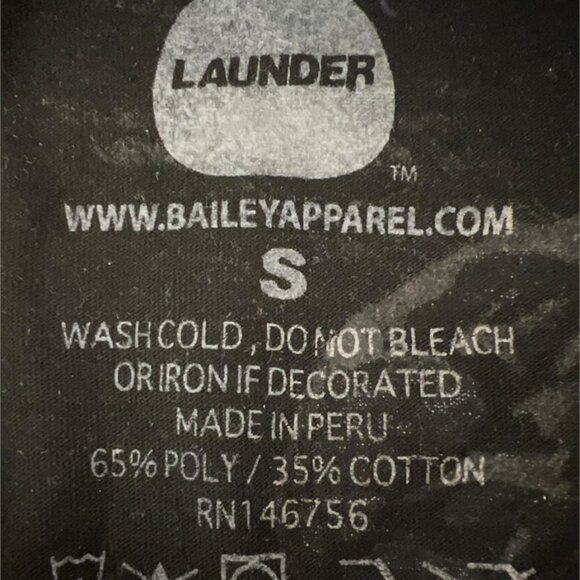 LAUNDER
TM
WWW.BAILEYAPPAREL.COM
S
WASH COLD, DO NOT BLEACH
OR IRON IF DECORATED
MADE IN PERU
65% POLY / 35% COTTON
RN146756